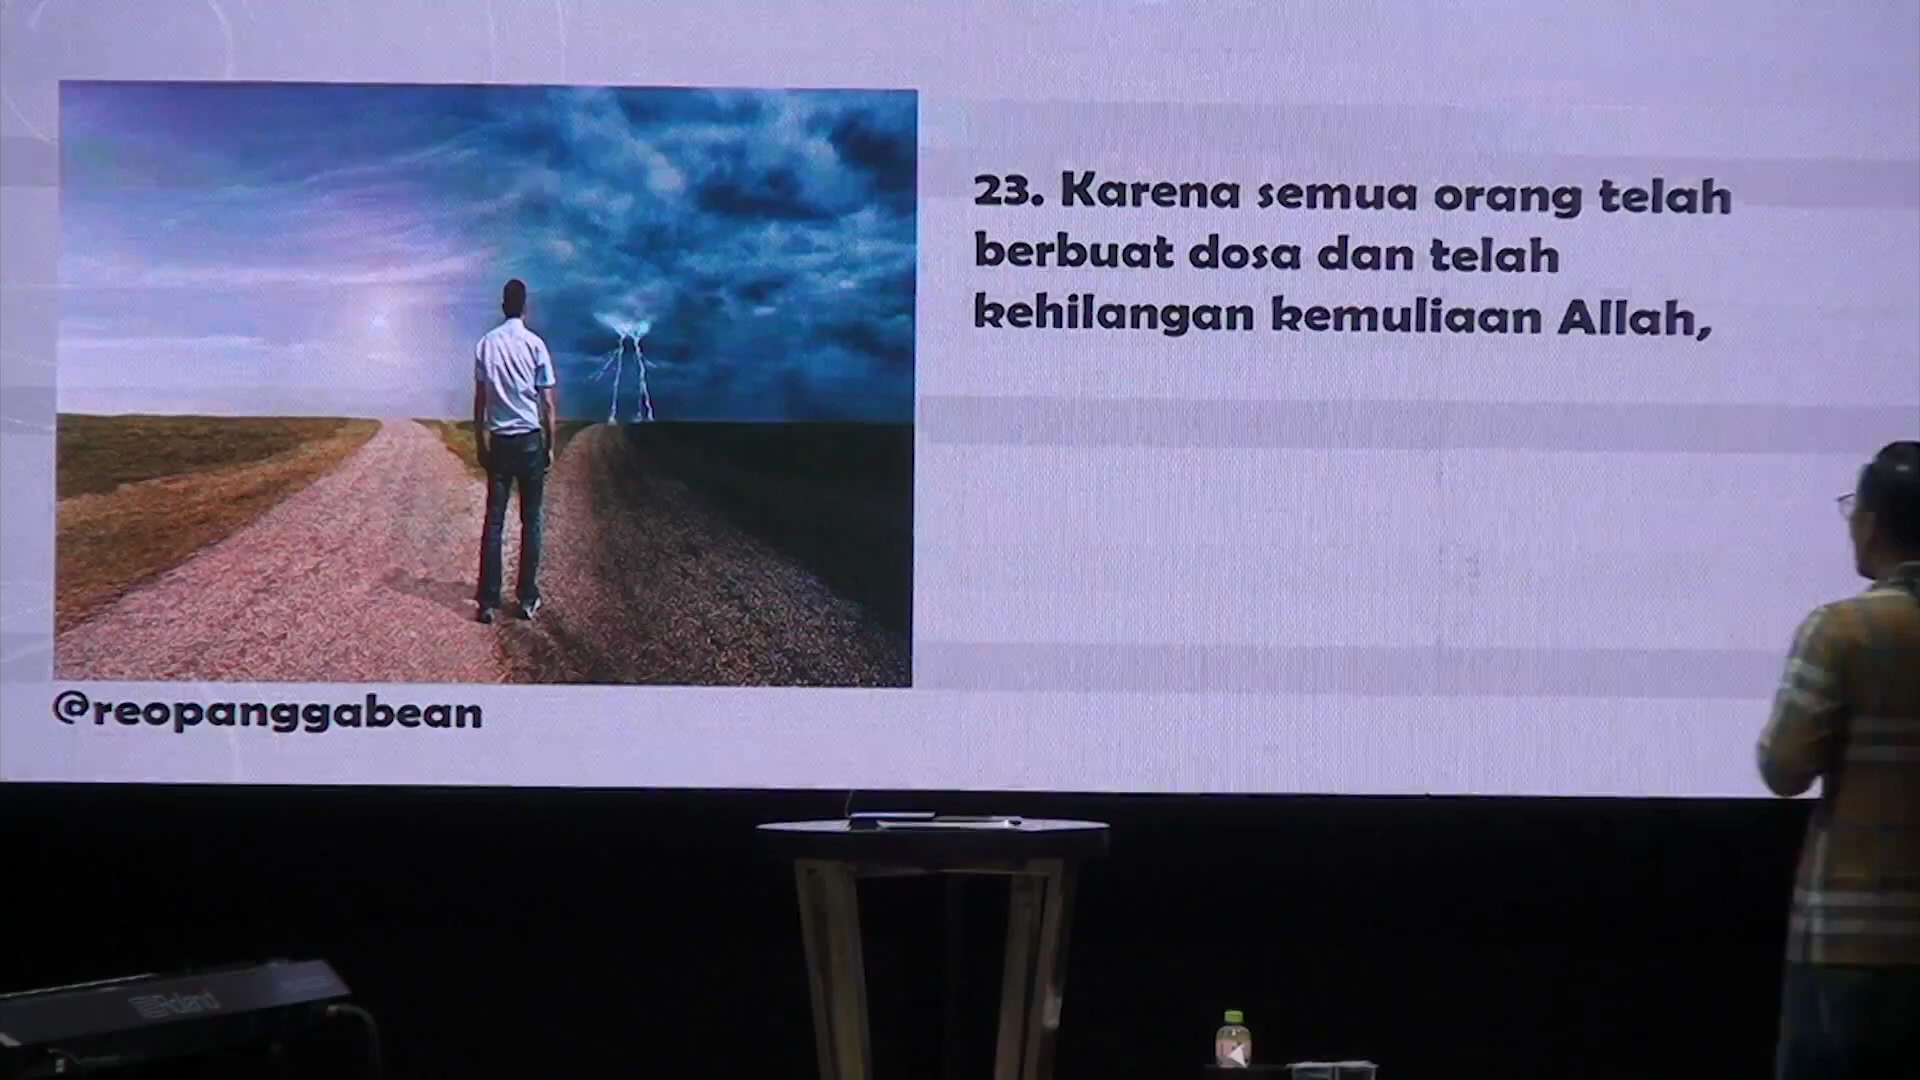 23. Karena semua orang telah
berbuat dosa dan telah
kehilangan kemuliaan Allah,
@reopanggabean
Roland